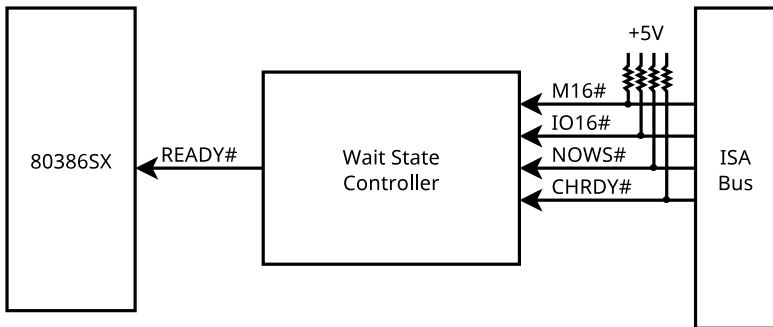 +5V
M16#
IO16#
80386SX
READY#
Wait State
Controller
NOWS#
CHRDY#
ISA
Bus